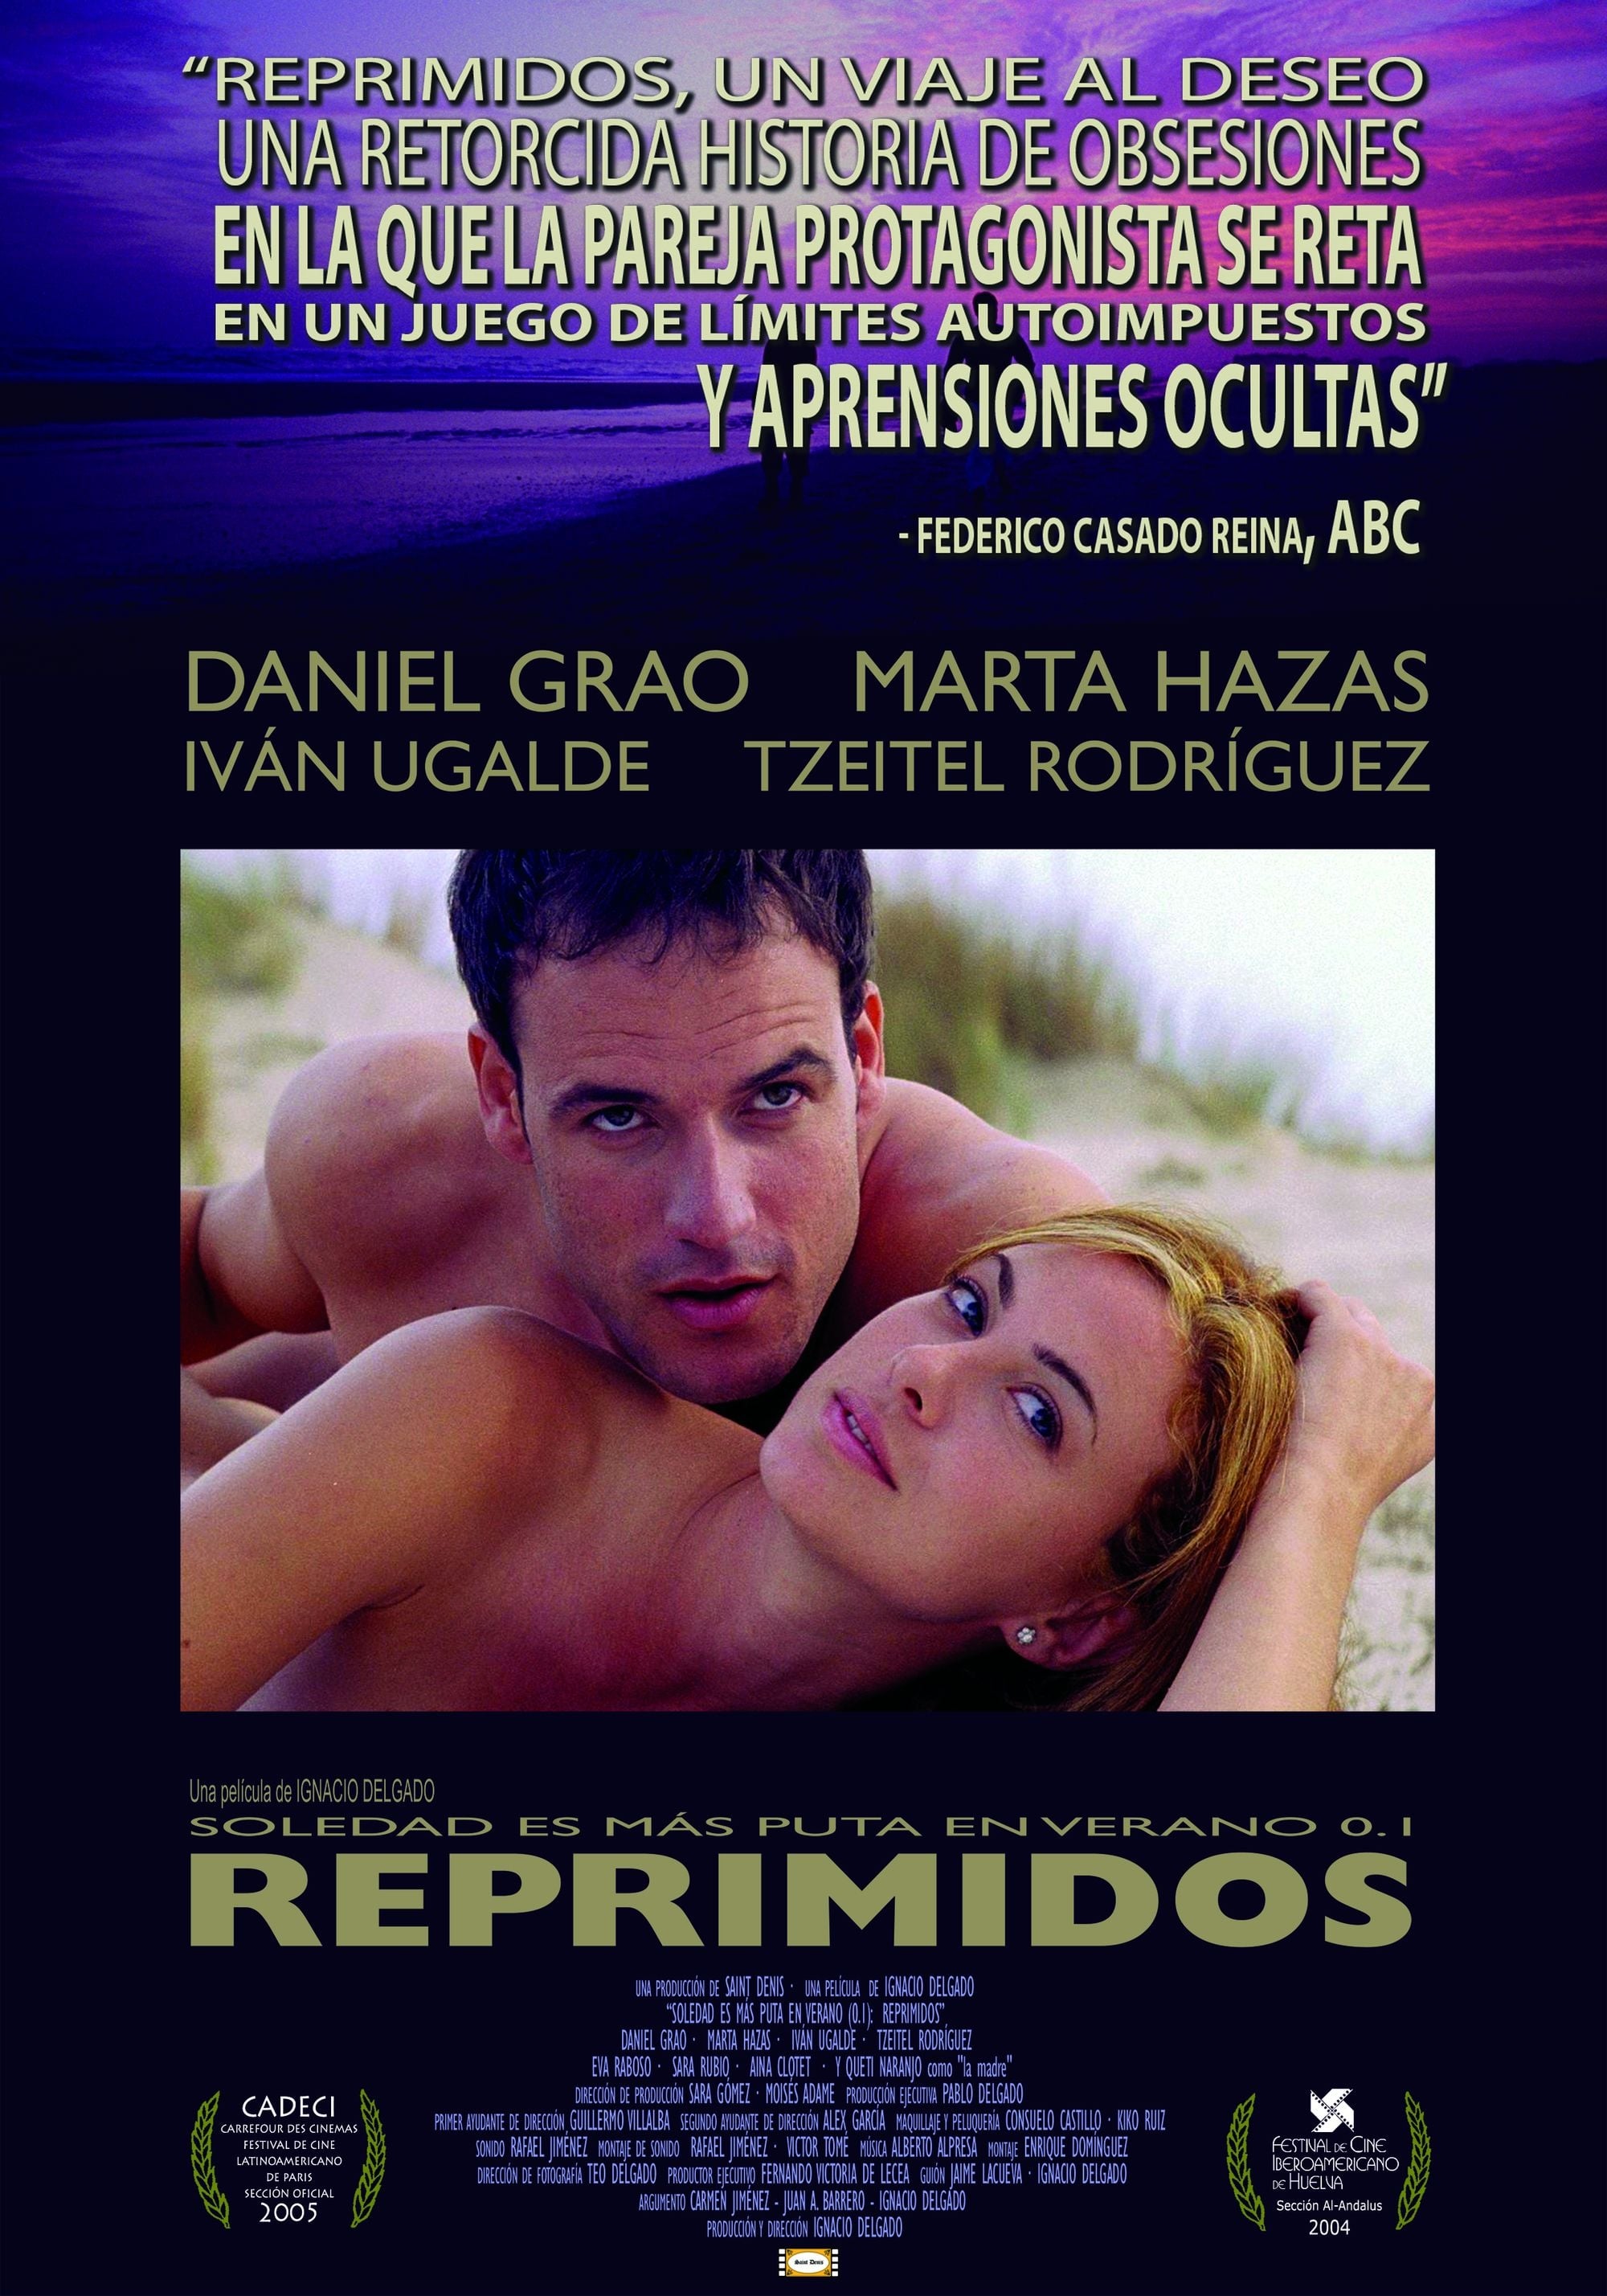 “REPRIMIDOS, UN VIAJE AL DESEO
UNA RETORCIDA HISTORIA DE OBSESIONES
EN LA QUE LA PAREJA PROTAGONISTA SE RETA
EN UN JUEGO DE LÍMITES AUTOIMPUESTOS
Y APRENSIONES OCULTAS”
- FEDERICO CASADO REINA, ABC
DANIEL GRAO MARTA HAZAS
IVÁN UGALDE TZEITEL RODRÍGUEZ
Una película de IGNACIO DELGADO
SOLEDAD ES MÁS PUTA EN VERANO 0.1
REPRIMIDOS
UNA PRODUCCIÓN DE SAINT DENIS · UNA PELÍCULA DE IGNACIO DELGADO
“SOLEDAD ES MÁS PUTA EN VERANO (0.1): REPRIMIDOS”
DANIEL GRAO · MARTA HAZAS · IVÁN UGALDE · TZEITEL RODRÍGUEZ
EVA RABOSO · SARA RUBIO · AINA CLOTET · Y QUETI NARANJO como "la madre"
DIRECCIÓN DE PRODUCCIÓN SARA GÓMEZ · MOISÉS ADAME PRODUCCIÓN EJECUTIVA PABLO DELGADO
PRIMER AYUDANTE DE DIRECCIÓN GUILLERMO VILLALBA SEGUNDO AYUDANTE DE DIRECCIÓN ALEX GARCÍA MAQUILLAJE Y PELUQUERÍA CONSUELO CASTILLO · KIKO RUIZ
SONIDO RAFAEL JIMÉNEZ MONTAJE DE SONIDO RAFAEL JIMÉNEZ · VICTOR TOMÉ MÚSICA ALBERTO ALPRESA MONTAJE ENRIQUE DOMÍNGUEZ
DIRECCIÓN DE FOTOGRAFÍA TEO DELGADO PRODUCTOR EJECUTIVO FERNANDO VICTORIA DE LECEA GUIÓN JAIME LACUEVA · IGNACIO DELGADO
ARGUMENTO CARMEN JIMÉNEZ - JUAN A. BARRERO - IGNACIO DELGADO
PRODUCCIÓN Y DIRECCIÓN IGNACIO DELGADO
Saint Denis
CADECI
CARREFOUR DES CINEMAS
FESTIVAL DE CINE
LATINOAMERICANO
DE PARIS
SECCIÓN OFICIAL
2005
FESTIVAL DE CINE
IBEROAMERICANO
DE HUELVA
Sección Al-Andalus
2004